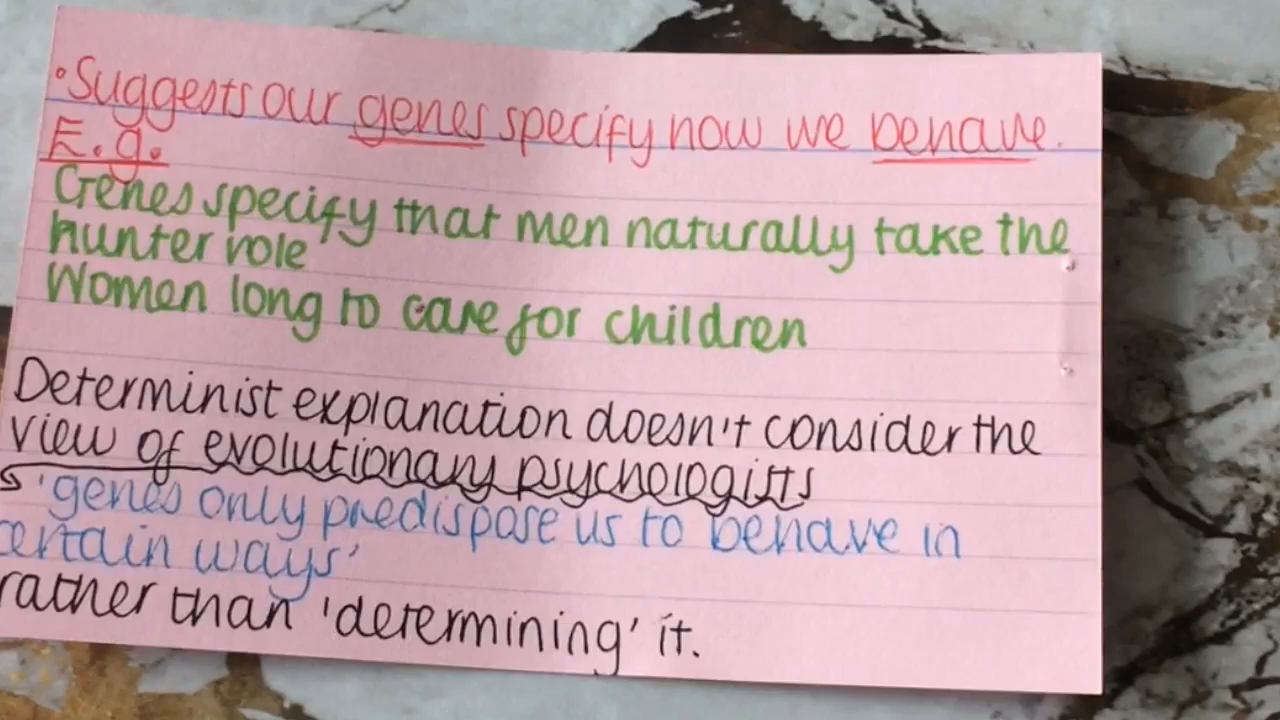 •Suggests our genes specify how we behave.
E.g.
Genes specify that men naturally take the
hunter role
Women long to care for children
Determinist explanation doesn't consider the
view of evolutionary psychologists
↳ 'genes only predispose us to behave in
certain ways'
rather than 'determining' it.